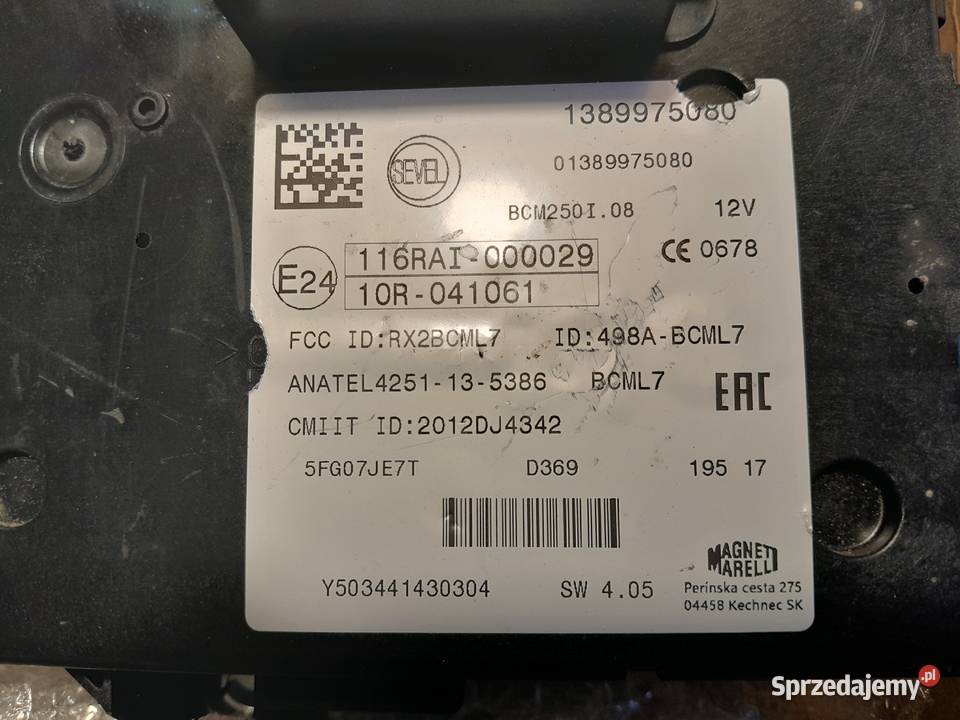 1389975080
01389975080
SEVEL
BCM250I.08 12V
E24 116RAI-000029 CE 0678
10R-041061
FCC ID:RX2BCML7 ID:498A-BCML7
ANATEL4251-13-5386 BCML7 EAC
CMIIT ID:2012DJ4342
5FG07JE7T D369 195 17
MAGNETI MARELLI
Y503441430304 SW 4.05
Perinska cesta 275
04458 Kechnec SK
Sprzedajemy.pl